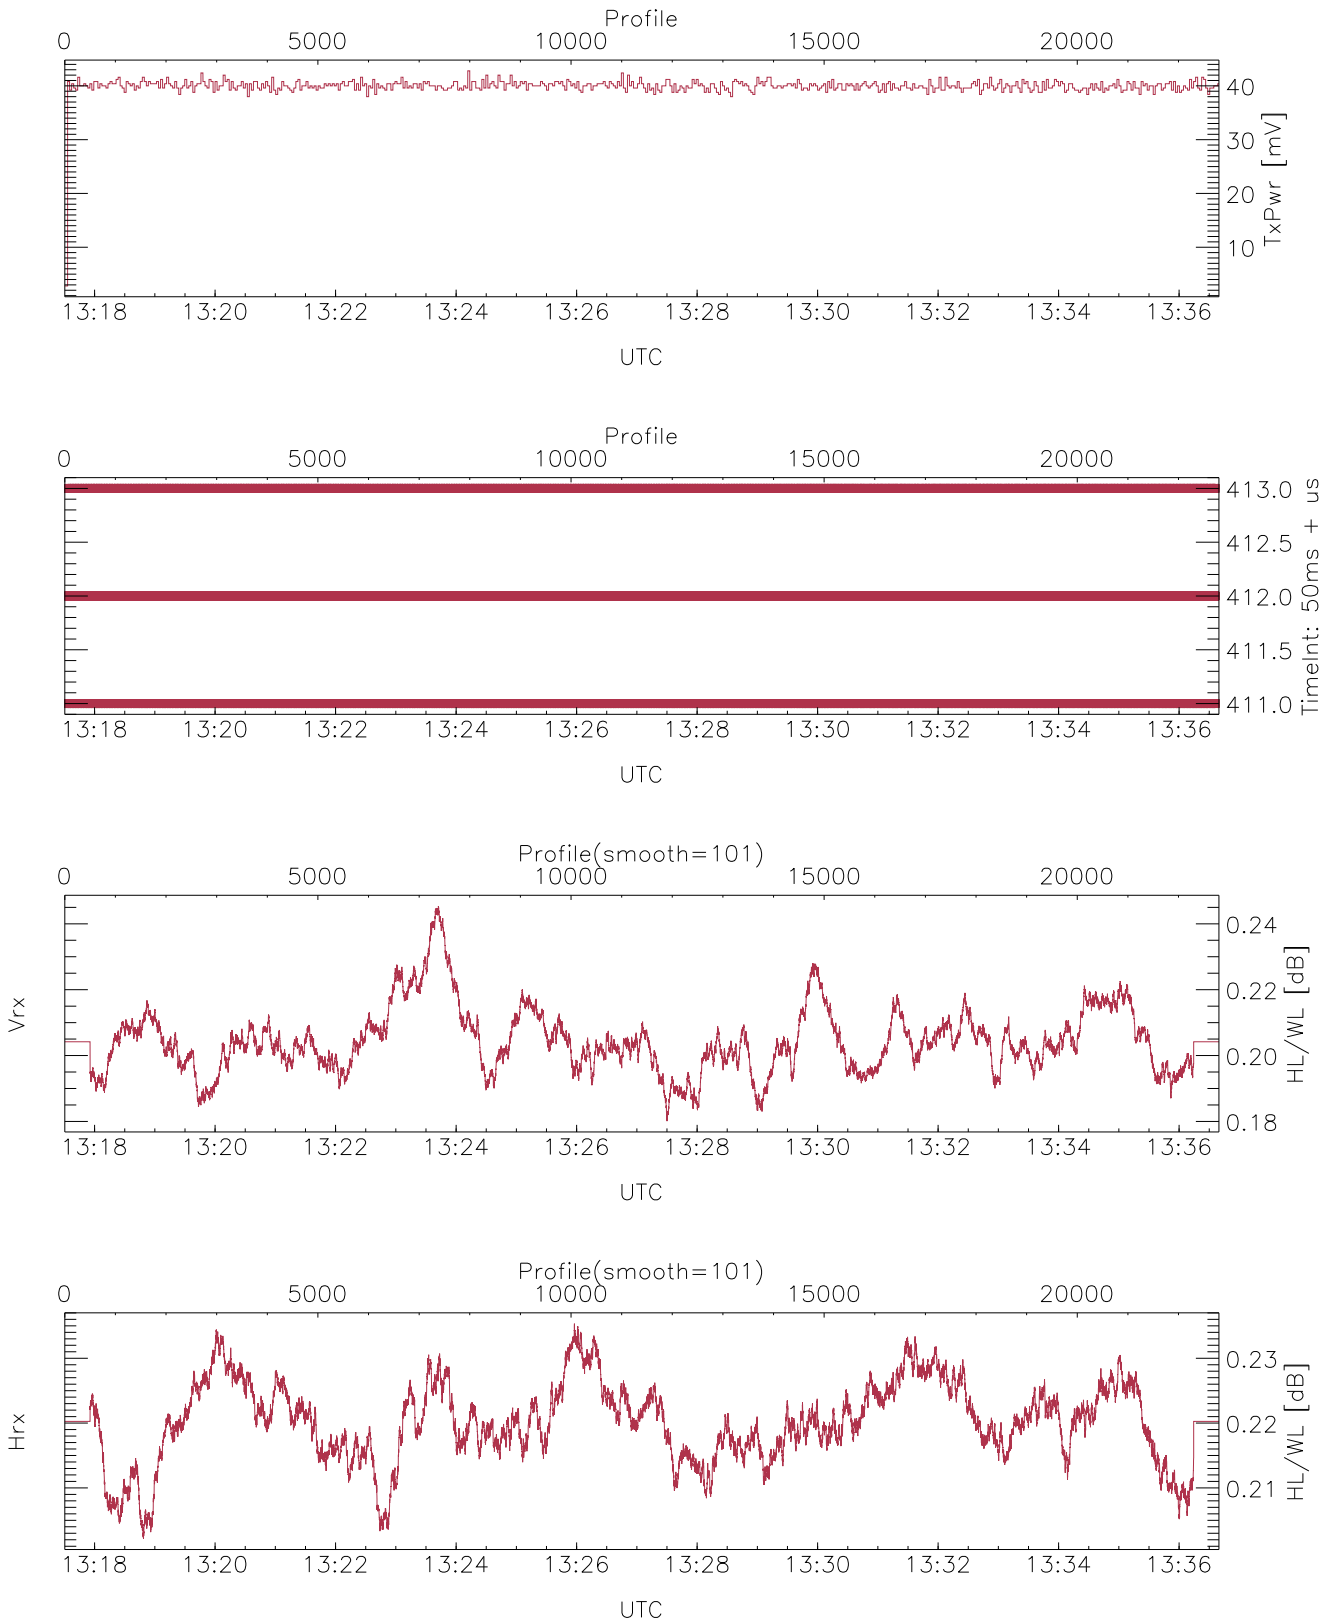 Profile
0 5000 10000 15000 20000
40
30
20
10
TxPwr [mV]
13:18 13:20 13:22 13:24 13:26 13:28 13:30 13:32 13:34 13:36
UTC
Profile
0 5000 10000 15000 20000
413.0
412.5
412.0
411.5
411.0
TimeInt: 50ms + us
13:18 13:20 13:22 13:24 13:26 13:28 13:30 13:32 13:34 13:36
UTC
Profile(smooth=101)
0 5000 10000 15000 20000
Vrx
0.24
0.22
0.20
0.18
HL/WL [dB]
13:18 13:20 13:22 13:24 13:26 13:28 13:30 13:32 13:34 13:36
UTC
Profile(smooth=101)
0 5000 10000 15000 20000
Hrx
0.23
0.22
0.21
HL/WL [dB]
13:18 13:20 13:22 13:24 13:26 13:28 13:30 13:32 13:34 13:36
UTC